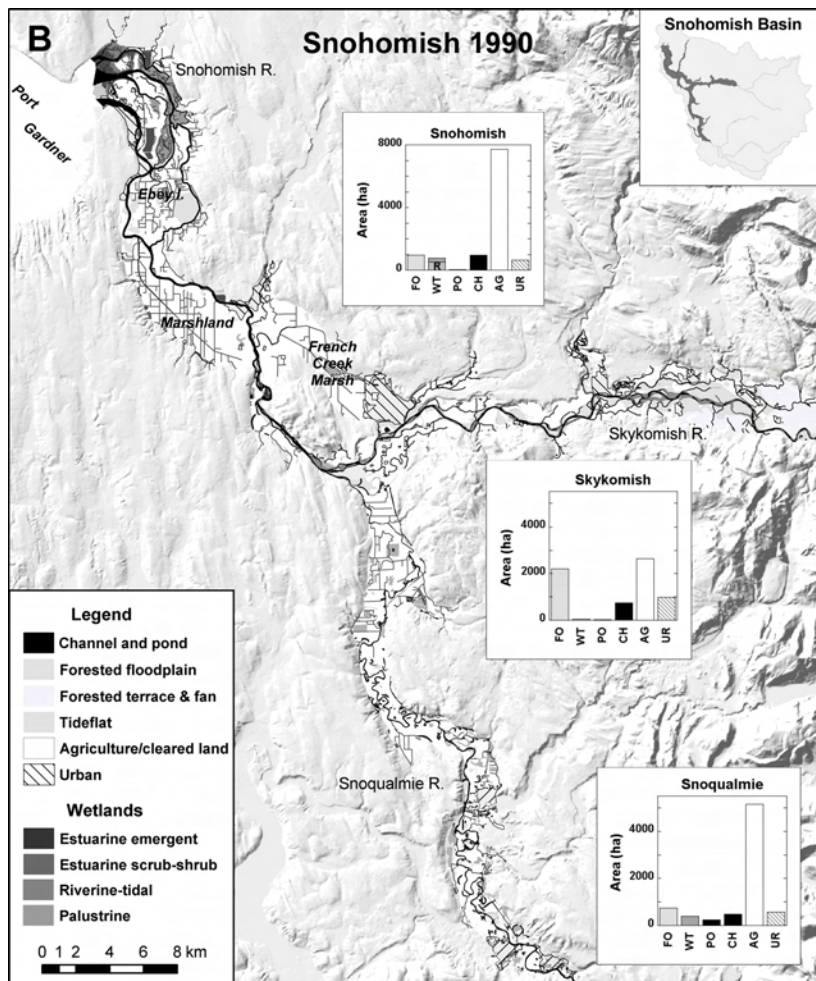 B
Snohomish 1990
Snohomish Basin
Snohomish R.
Port
Gardner
Ebey I.
Marshland
French
Creek
Marsh
Skykomish R.
Snoqualmie R.
Snohomish
Area (ha)
8000
4000
0
FO WT PO CH AG UR
R
Skykomish
Area (ha)
4000
2000
0
FO WT PO CH AG UR
Snoqualmie
Area (ha)
4000
2000
0
FO WT PO CH AG UR
Legend
Channel and pond
Forested floodplain
Forested terrace & fan
Tideflat
Agriculture/cleared land
Urban
Wetlands
Estuarine emergent
Estuarine scrub-shrub
Riverine-tidal
Palustrine
0 1 2 4 6 8 km